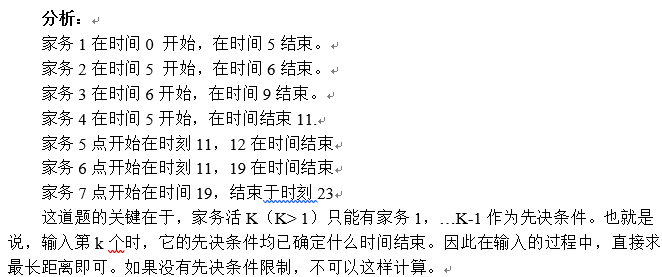 分析：
家务 1 在时间 0 开始，在时间 5 结束。
家务 2 在时间 5 开始，在时间 6 结束。
家务 3 在时间 6 开始，在时间 9 结束。
家务 4 在时间 5 开始，在时间结束 11.
家务 5 点开始在时刻 11，12 在时间结束
家务 6 点开始在时刻 11，19 在时间结束
家务 7 点开始在时间 19，结束于时刻 23
这道题的关键在于，家务活 K（K> 1）只能有家务 1，…K-1 作为先决条件。也就是
说，输入第 k 个时，它的先决条件均已确定什么时间结束。因此在输入的过程中，直接求
最长距离即可。如果没有先决条件限制，不可以这样计算。